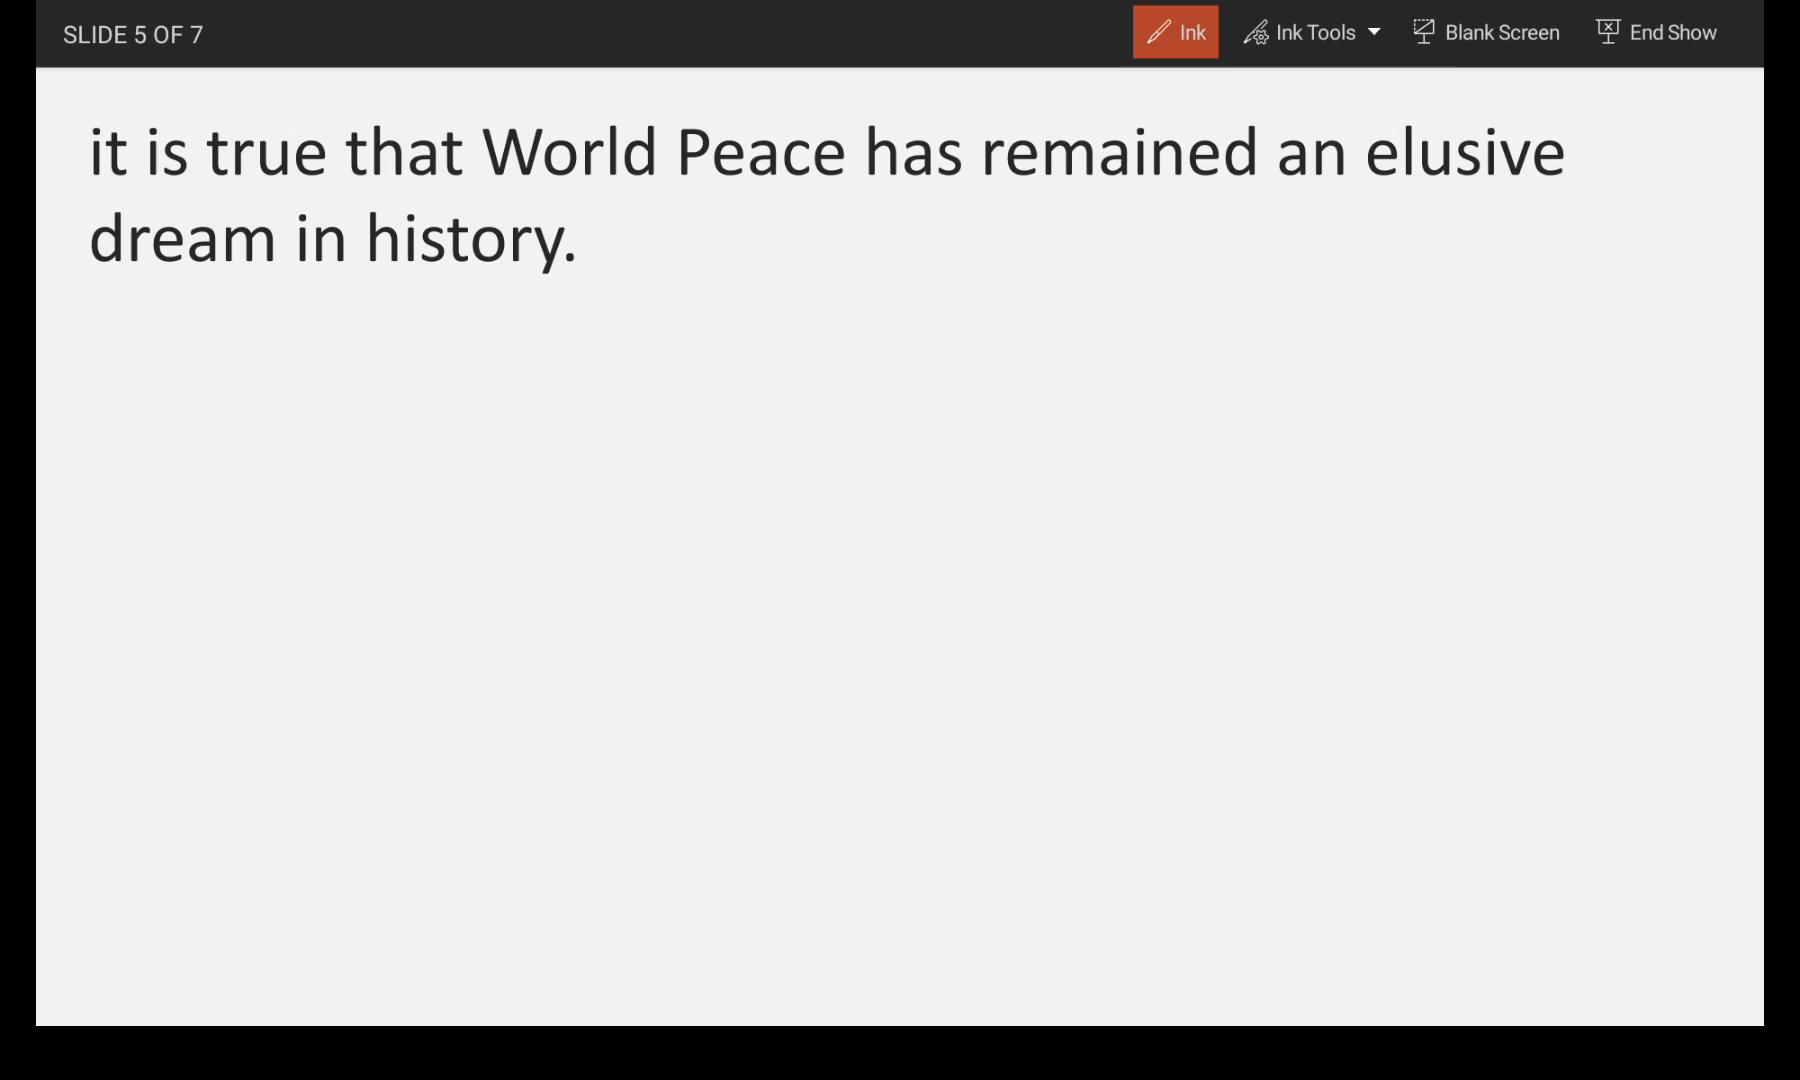 SLIDE 5 OF 7 Ink Ink Tools Blank Screen End Show
it is true that World Peace has remained an elusive
dream in history.